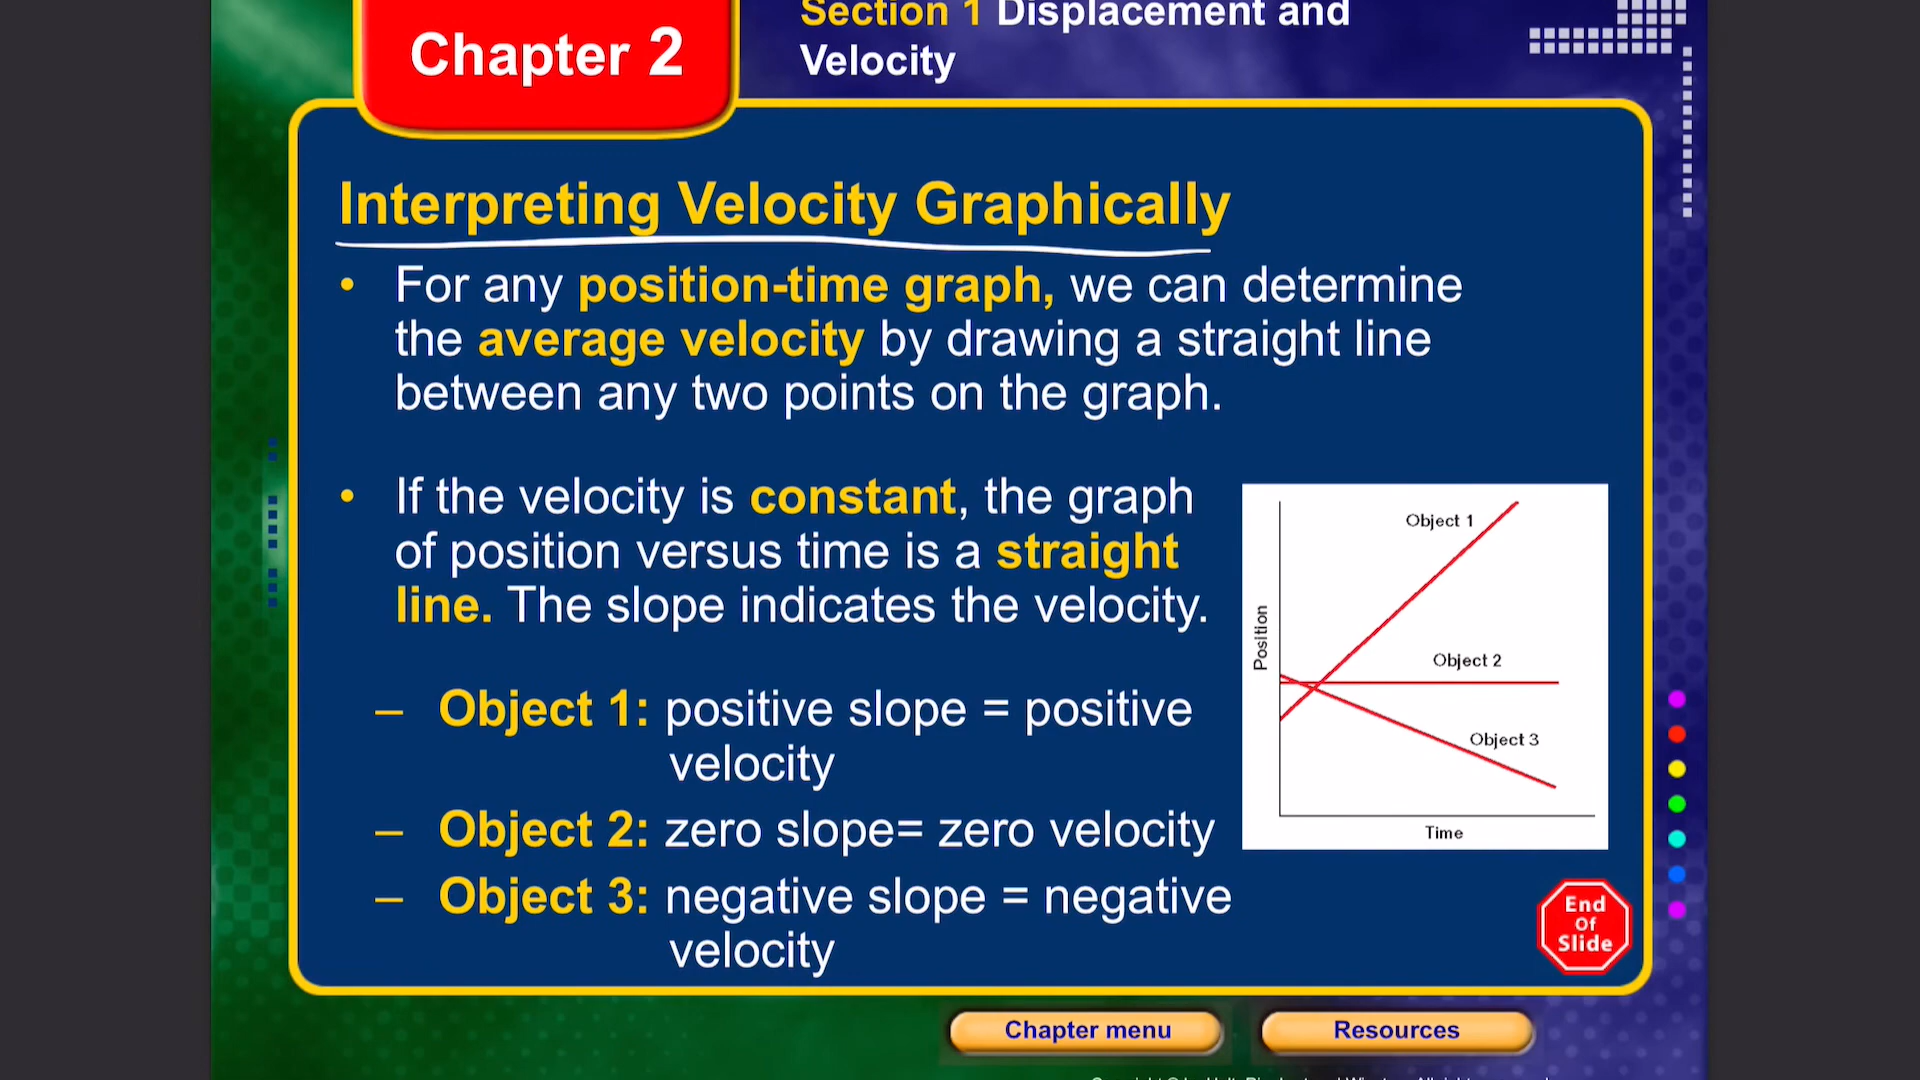 Section 1 Displacement and
Velocity
Chapter 2
Interpreting Velocity Graphically
• For any position-time graph, we can determine
the average velocity by drawing a straight line
between any two points on the graph.
• If the velocity is constant, the graph
of position versus time is a straight
line. The slope indicates the velocity.
– Object 1: positive slope = positive
velocity
– Object 2: zero slope= zero velocity
– Object 3: negative slope = negative
velocity
Object 1
Object 2
Object 3
Position
Time
End
Of
Slide
Chapter menu
Resources